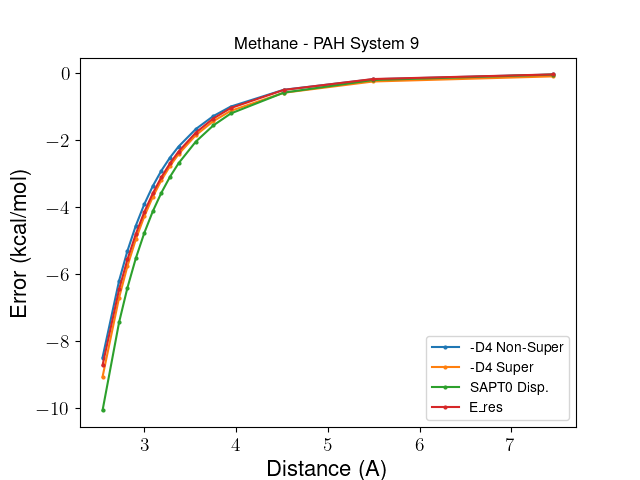 Methane - PAH System 9
Error (kcal/mol)
0
−2
−4
−6
−8
−10
3
4
5
6
7
Distance (A)
-D4 Non-Super
-D4 Super
SAPT0 Disp.
E_res